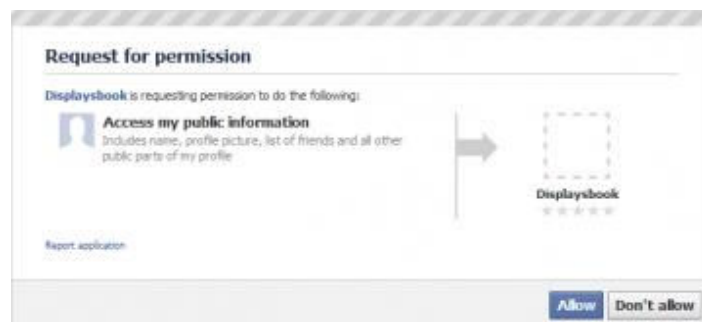 Request for permission
Displaysbook is requesting permission to do the following:
Access my public information
Includes name, profile picture, list of friends and all other
public parts of my profile
Displaysbook
Report application
Allow
Don't allow